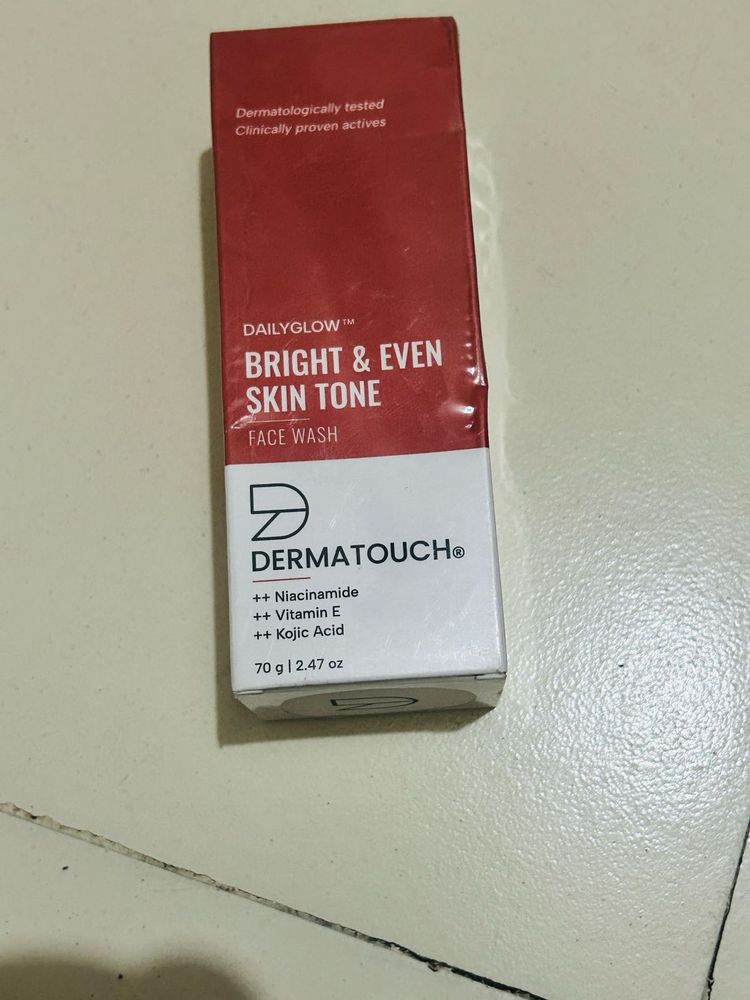 Dermatologically tested
Clinically proven actives
DAILYGLOW™
BRIGHT & EVEN
SKIN TONE
FACE WASH
DERMATOUCH®
++ Niacinamide
++ Vitamin E
++ Kojic Acid
70 g | 2.47 oz